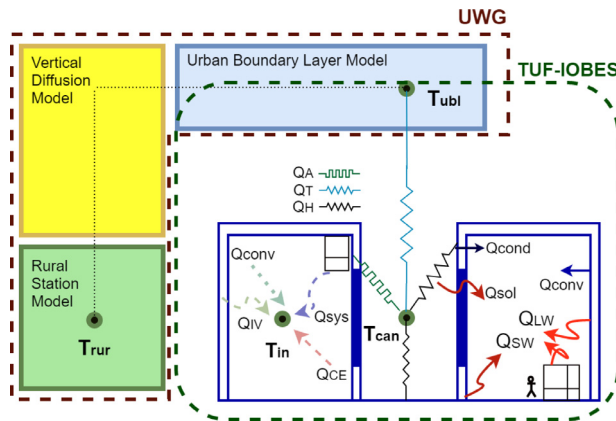 UWG
Vertical
Diffusion
Model
Urban Boundary Layer Model
TUF-IOBES
Tubl
QA
QT
QH
Rural
Station
Model
Trur
Qconv
QIV
Qsys
Tin
QCE
Tcan
Qcond
Qsol
Qconv
QLW
QSW